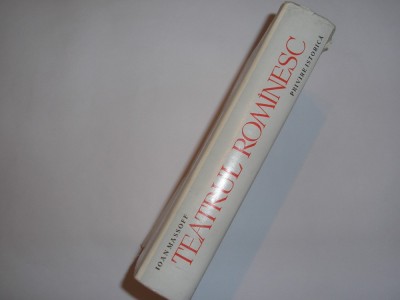 IOAN MASSOFF
TEATRUL ROMÎNESC
PRIVIRE ISTORICĂ